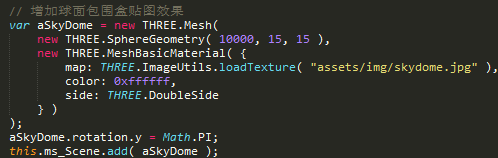 // 增加球面包围盒贴图效果
var aSkyDome = new THREE.Mesh(
new THREE.SphereGeometry( 10000, 15, 15 ),
new THREE.MeshBasicMaterial( {
map: THREE.ImageUtils.loadTexture( "assets/img/skydome.jpg" ),
color: 0xffffff,
side: THREE.DoubleSide
} )
);
aSkyDome.rotation.y = Math.PI;
this.ms_Scene.add( aSkyDome );